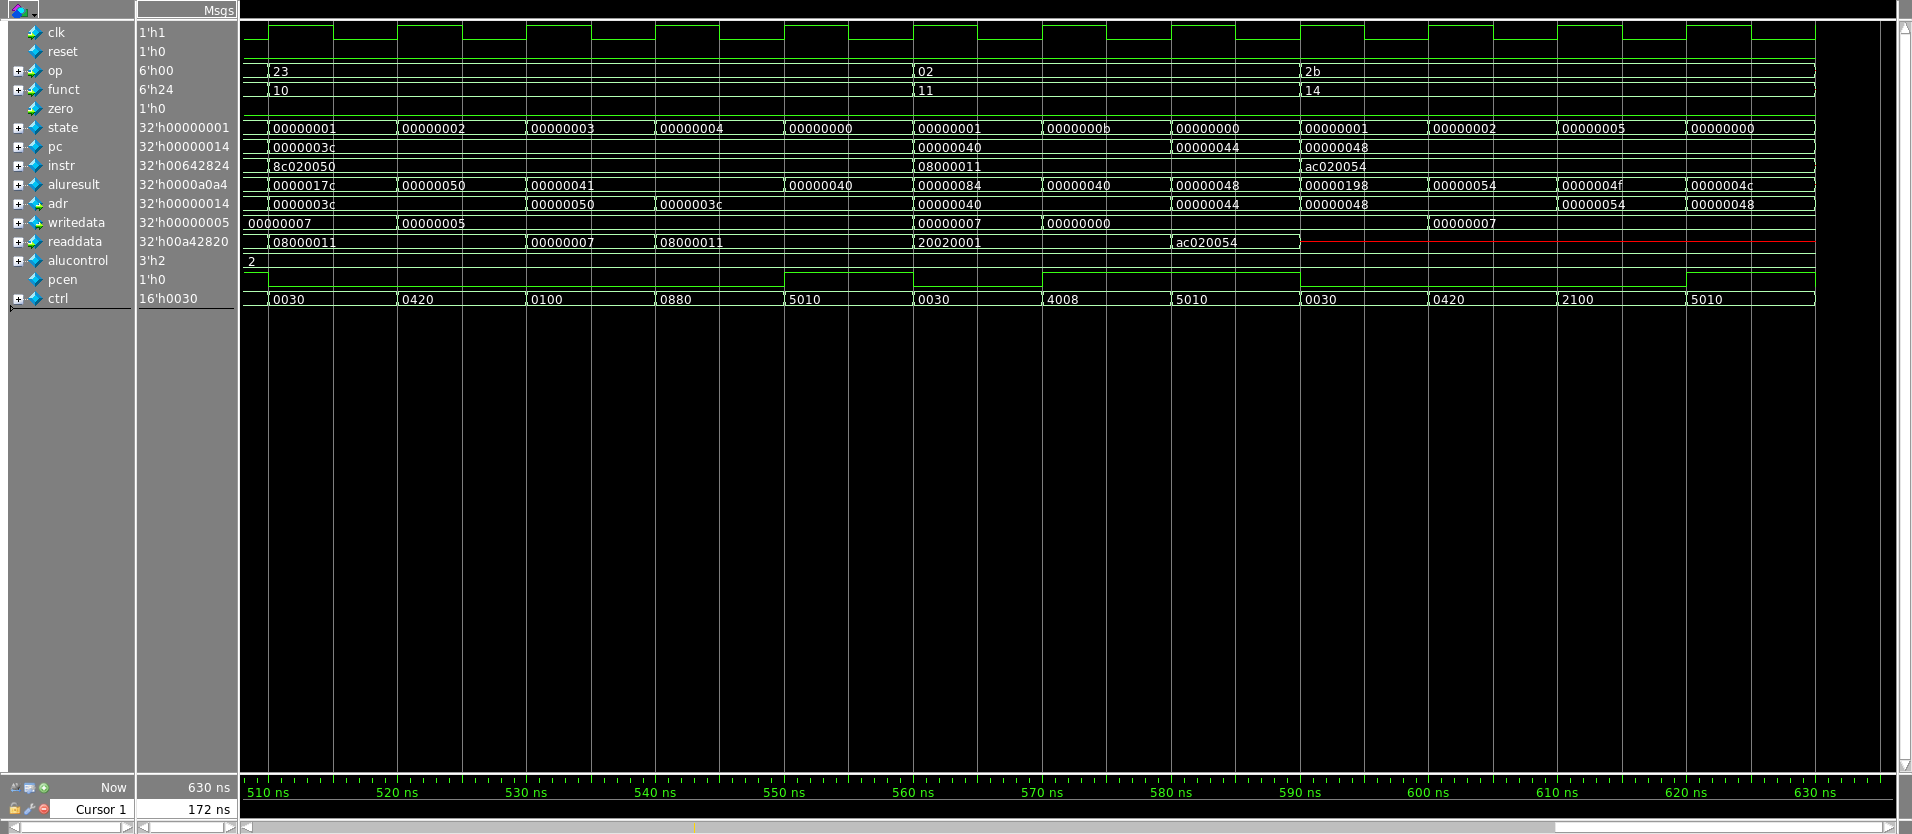 Msgs
clk 1'h1
reset 1'h0
op 6'h00 23 02 2b
funct 6'h24 10 11 14
zero 1'h0
state 32'h00000001 00000001 00000002 00000003 00000004 00000000 00000001 0000000b 00000000 00000001 00000002 00000005 00000000
pc 32'h00000014 0000003c 00000040 00000044 00000048
instr 32'h00642824 8c020050 08000011 ac020054
aluresult 32'h0000a0a4 0000017c 00000050 00000041 00000040 00000084 00000040 00000048 00000198 00000054 0000004f 0000004c
adr 32'h00000014 0000003c 00000050 0000003c 00000040 00000044 00000048 00000054 00000048
writedata 32'h00000005 00000007 00000005 00000007 00000000 00000007
readdata 32'h00a42820 08000011 00000007 08000011 20020001 ac020054
alucontrol 3'h2 2
pcen 1'h0
ctrl 16'h0030 0030 0420 0100 0880 5010 0030 4008 5010 0030 0420 2100 5010
Now 630 ns
510 ns 520 ns 530 ns 540 ns 550 ns 560 ns 570 ns 580 ns 590 ns 600 ns 610 ns 620 ns 630 ns
Cursor 1 172 ns